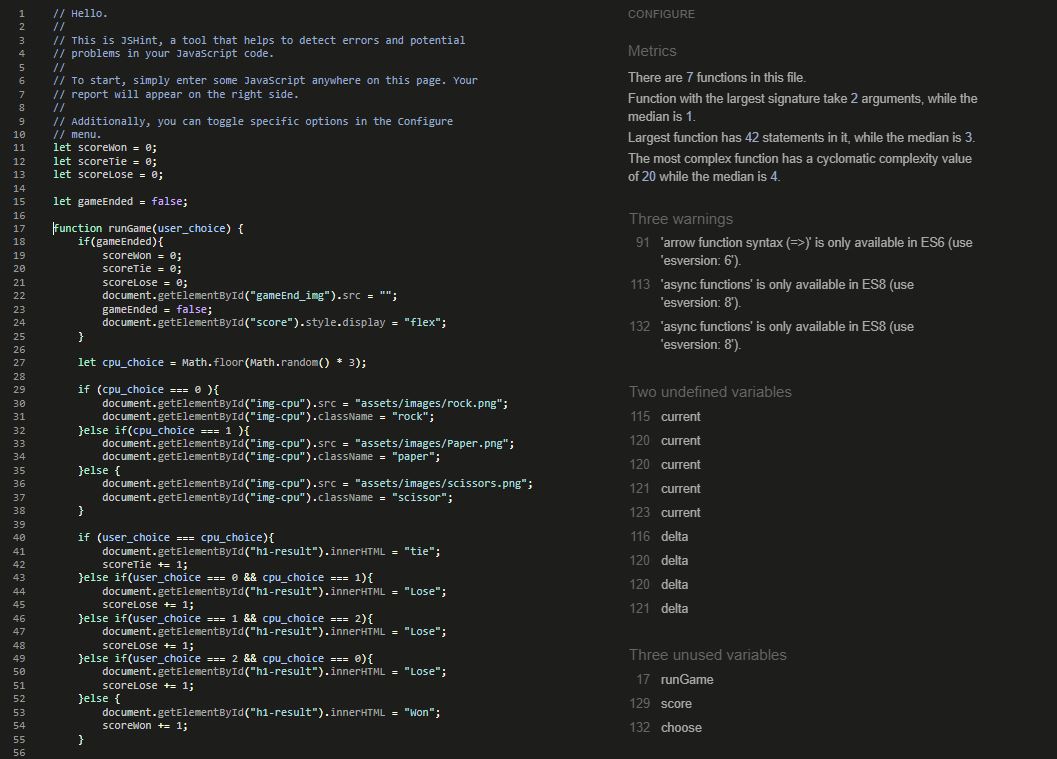 1 // Hello.
2 //
3 // This is JSHint, a tool that helps to detect errors and potential
4 // problems in your JavaScript code.
5 //
6 // To start, simply enter some JavaScript anywhere on this page. Your
7 // report will appear on the right side.
8 //
9 // Additionally, you can toggle specific options in the Configure
10 // menu.
11 let scoreWon = 0;
12 let scoreTie = 0;
13 let scoreLose = 0;
14
15 let gameEnded = false;
16
17 function runGame(user_choice) {
18 if(gameEnded){
19 scoreWon = 0;
20 scoreTie = 0;
21 scoreLose = 0;
22 document.getElementById("gameEnd_img").src = "";
23 gameEnded = false;
24 document.getElementById("score").style.display = "flex";
25 }
26
27 let cpu_choice = Math.floor(Math.random() * 3);
28
29 if (cpu_choice === 0 ){
30 document.getElementById("img-cpu").src = "assets/images/rock.png";
31 document.getElementById("img-cpu").className = "rock";
32 }else if(cpu_choice === 1 ){
33 document.getElementById("img-cpu").src = "assets/images/Paper.png";
34 document.getElementById("img-cpu").className = "paper";
35 }else {
36 document.getElementById("img-cpu").src = "assets/images/scissors.png";
37 document.getElementById("img-cpu").className = "scissor";
38 }
39
40 if (user_choice === cpu_choice){
41 document.getElementById("h1-result").innerHTML = "tie";
42 scoreTie += 1;
43 }else if(user_choice === 0 && cpu_choice === 1){
44 document.getElementById("h1-result").innerHTML = "Lose";
45 scoreLose += 1;
46 }else if(user_choice === 1 && cpu_choice === 2){
47 document.getElementById("h1-result").innerHTML = "Lose";
48 scoreLose += 1;
49 }else if(user_choice === 2 && cpu_choice === 0){
50 document.getElementById("h1-result").innerHTML = "Lose";
51 scoreLose += 1;
52 }else {
53 document.getElementById("h1-result").innerHTML = "Won";
54 scoreWon += 1;
55 }
56
CONFIGURE
Metrics
There are 7 functions in this file.
Function with the largest signature take 2 arguments, while the
median is 1.
Largest function has 42 statements in it, while the median is 3.
The most complex function has a cyclomatic complexity value
of 20 while the median is 4.
Three warnings
91 'arrow function syntax (=>)' is only available in ES6 (use
'esversion: 6').
113 'async functions' is only available in ES8 (use
'esversion: 8').
132 'async functions' is only available in ES8 (use
'esversion: 8').
Two undefined variables
115 current
120 current
120 current
121 current
123 current
116 delta
120 delta
120 delta
121 delta
Three unused variables
17 runGame
129 score
132 choose